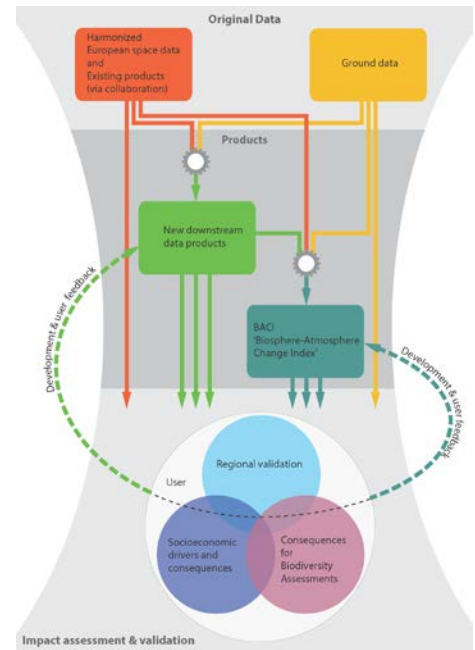 Original Data
Harmonized
European space data
and
Existing products
(via collaboration)
Ground data
Products
New downstream
data products
BACI
'Biosphere-Atmosphere
Change Index'
Development & user feedback
Development & user feedback
User
Regional validation
Socioeconomic
drivers and
consequences
Consequences
for
Biodiversity
Assessments
Impact assessment & validation